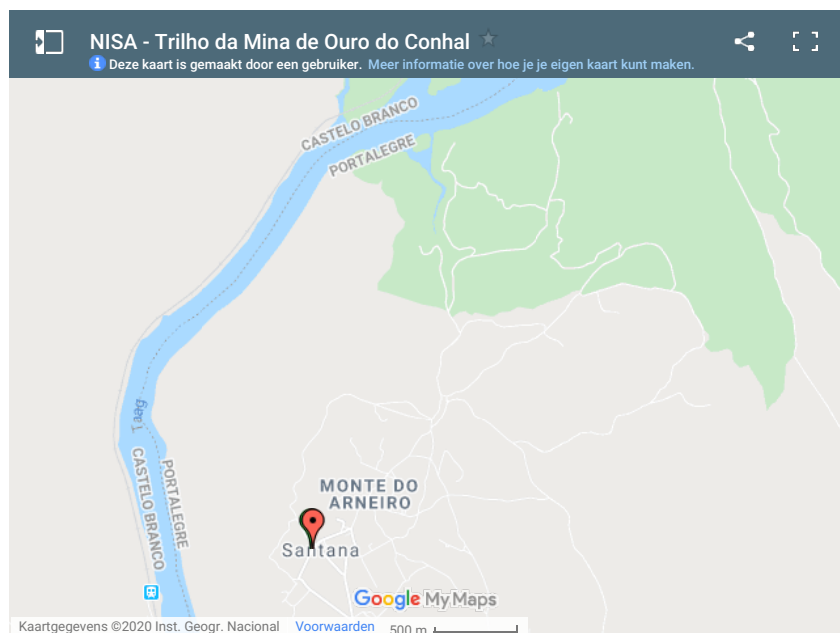 NISA - Trilho da Mina de Ouro do Conhal
Deze kaart is gemaakt door een gebruiker. Meer informatie over hoe je je eigen kaart kunt maken.
CASTELO BRANCO
PORTALEGRE
Taag
CASTELO BRANCO
PORTALEGRE
MONTE DO
ARNEIRO
Santana
Google My Maps
Kaartgegevens ©2020 Inst. Geogr. Nacional Voorwaarden 500 m